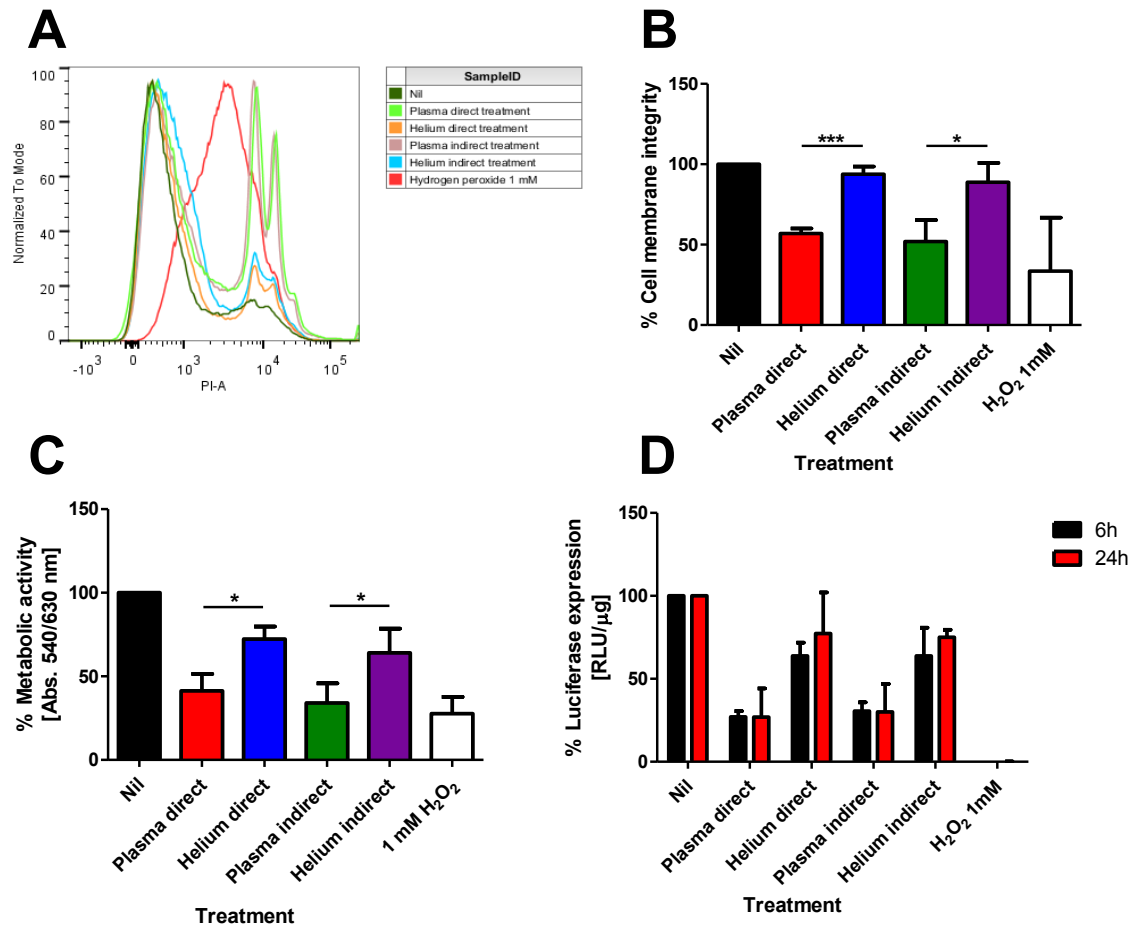 A
100
80
60
40
20
0
Normalized To Mode
-10³
0
10³
10⁴
10⁵
PI-A
SampleID
Nil
Plasma direct treatment
Helium direct treatment
Plasma indirect treatment
Helium indirect treatment
Hydrogen peroxide 1 mM
B
150
100
50
0
% Cell membrane integrity
***
*
Nil
Plasma direct
Helium direct
Plasma indirect
Helium indirect
H₂O₂ 1mM
Treatment
C
150
100
50
0
% Metabolic activity
[Abs. 540/630 nm]
*
*
Nil
Plasma direct
Helium direct
Plasma indirect
Helium indirect
1 mM H₂O₂
Treatment
D
150
100
50
0
% Luciferase expression
[RLU/μg]
6h
24h
Nil
Plasma direct
Helium direct
Plasma indirect
Helium indirect
H₂O₂ 1mM
Treatment